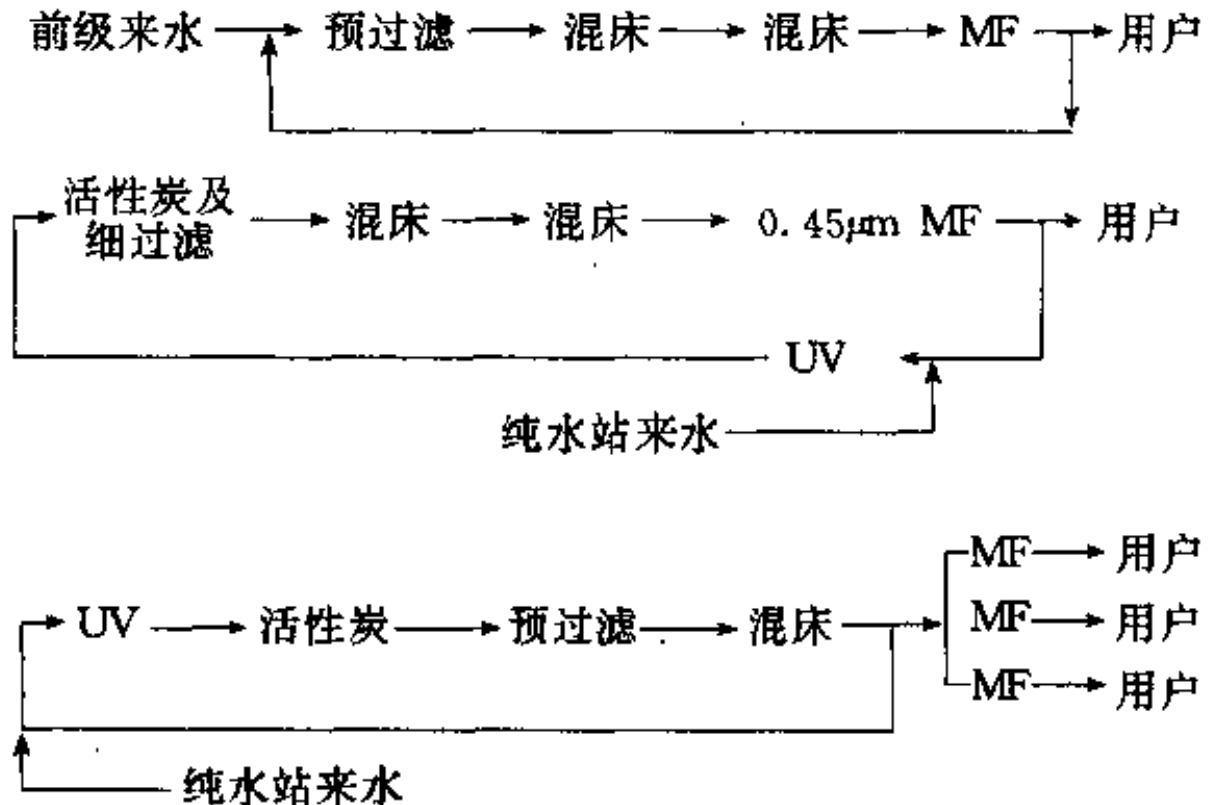 前级来水 预过滤 混床 混床 MF 用户
活性炭及
细过滤 混床 混床 0.45μm MF 用户
UV
纯水站来水
MF 用户
UV 活性炭 预过滤 混床 MF 用户
MF 用户
纯水站来水